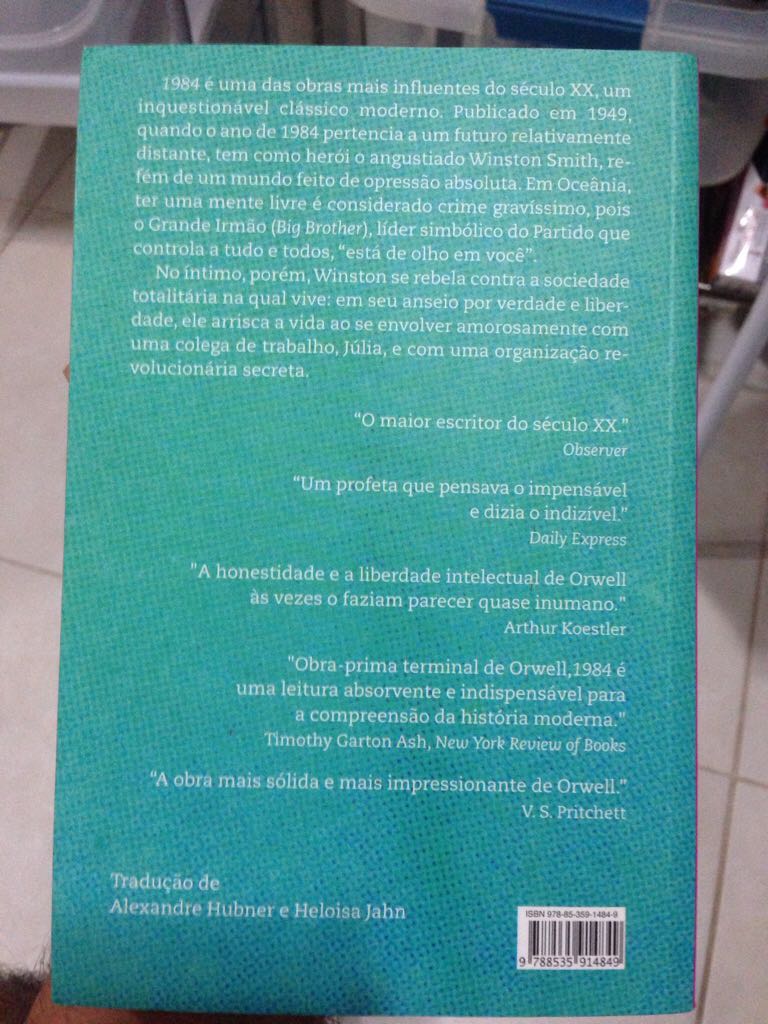 1984 é uma das obras mais influentes do século XX, um
inquestionável clássico moderno. Publicado em 1949,
quando o ano de 1984 pertencia a um futuro relativamente
distante, tem como herói o angustiado Winston Smith, re-
fém de um mundo feito de opressão absoluta. Em Oceânia,
ter uma mente livre é considerado crime gravíssimo, pois
o Grande Irmão (Big Brother), líder simbólico do Partido que
controla a tudo e todos, “está de olho em você”.
No íntimo, porém, Winston se rebela contra a sociedade
totalitária na qual vive: em seu anseio por verdade e liber-
dade, ele arrisca a vida ao se envolver amorosamente com
uma colega de trabalho, Júlia, e com uma organização re-
volucionária secreta.
“O maior escritor do século XX.”
Observer
“Um profeta que pensava o impensável
e dizia o indizível.”
Daily Express
"A honestidade e a liberdade intelectual de Orwell
às vezes o faziam parecer quase inumano."
Arthur Koestler
"Obra-prima terminal de Orwell,1984 é
uma leitura absorvente e indispensável para
a compreensão da história moderna."
Timothy Garton Ash, New York Review of Books
“A obra mais sólida e mais impressionante de Orwell.”
V. S. Pritchett
Tradução de
Alexandre Hubner e Heloisa Jahn
ISBN 978-85-359-1484-9
9 788535 914849